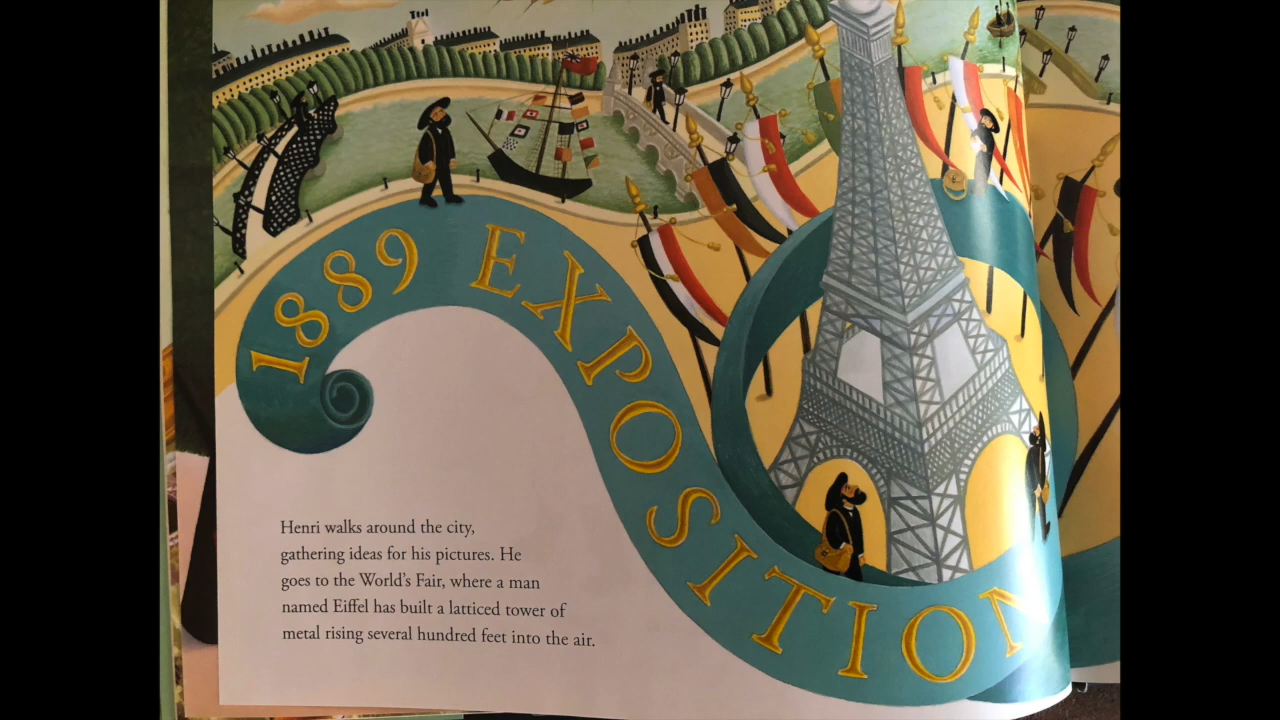 1889 EXPOSITION
Henri walks around the city,
gathering ideas for his pictures. He
goes to the World's Fair, where a man
named Eiffel has built a latticed tower of
metal rising several hundred feet into the air.